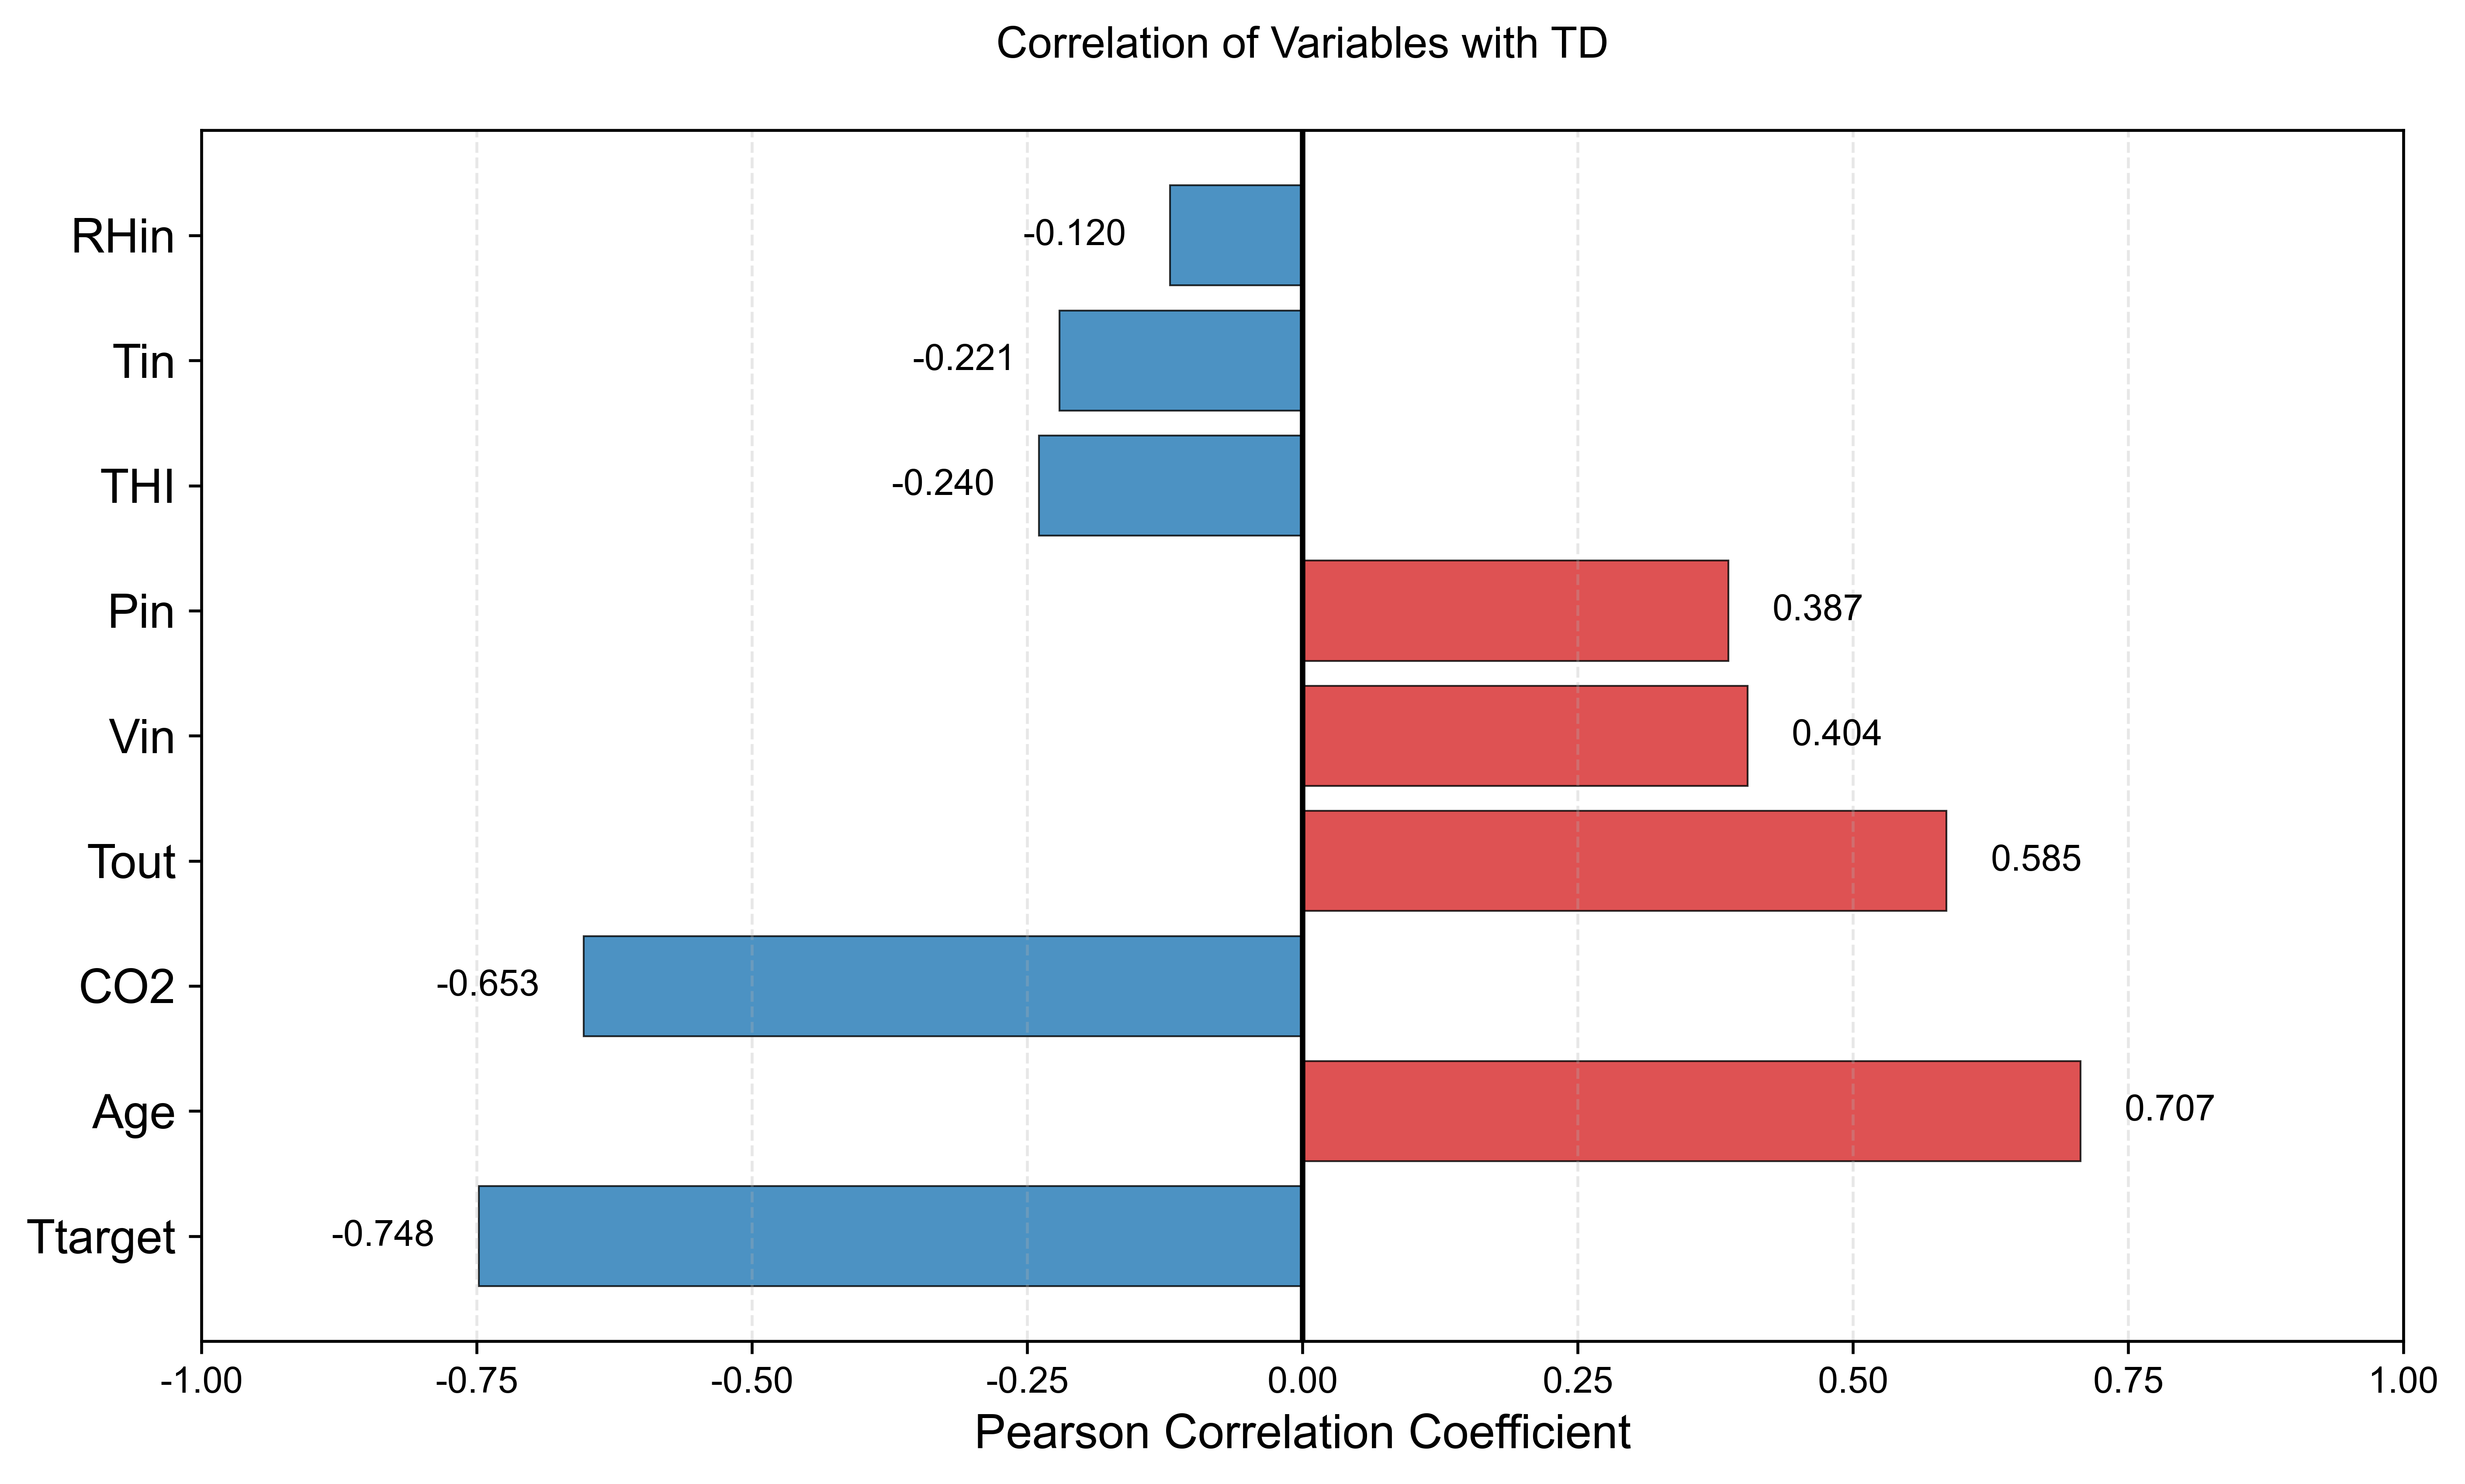 Correlation of Variables with TD
RHin
-0.120
Tin
-0.221
THI
-0.240
Pin
0.387
Vin
0.404
Tout
0.585
CO2
-0.653
Age
0.707
Ttarget
-0.748
-1.00 -0.75 -0.50 -0.25 0.00 0.25 0.50 0.75 1.00
Pearson Correlation Coefficient